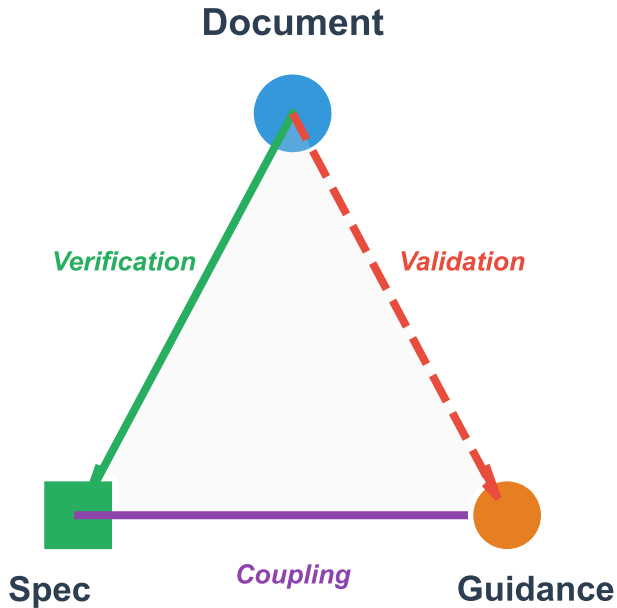 Document
Verification
Validation
Coupling
Spec
Guidance